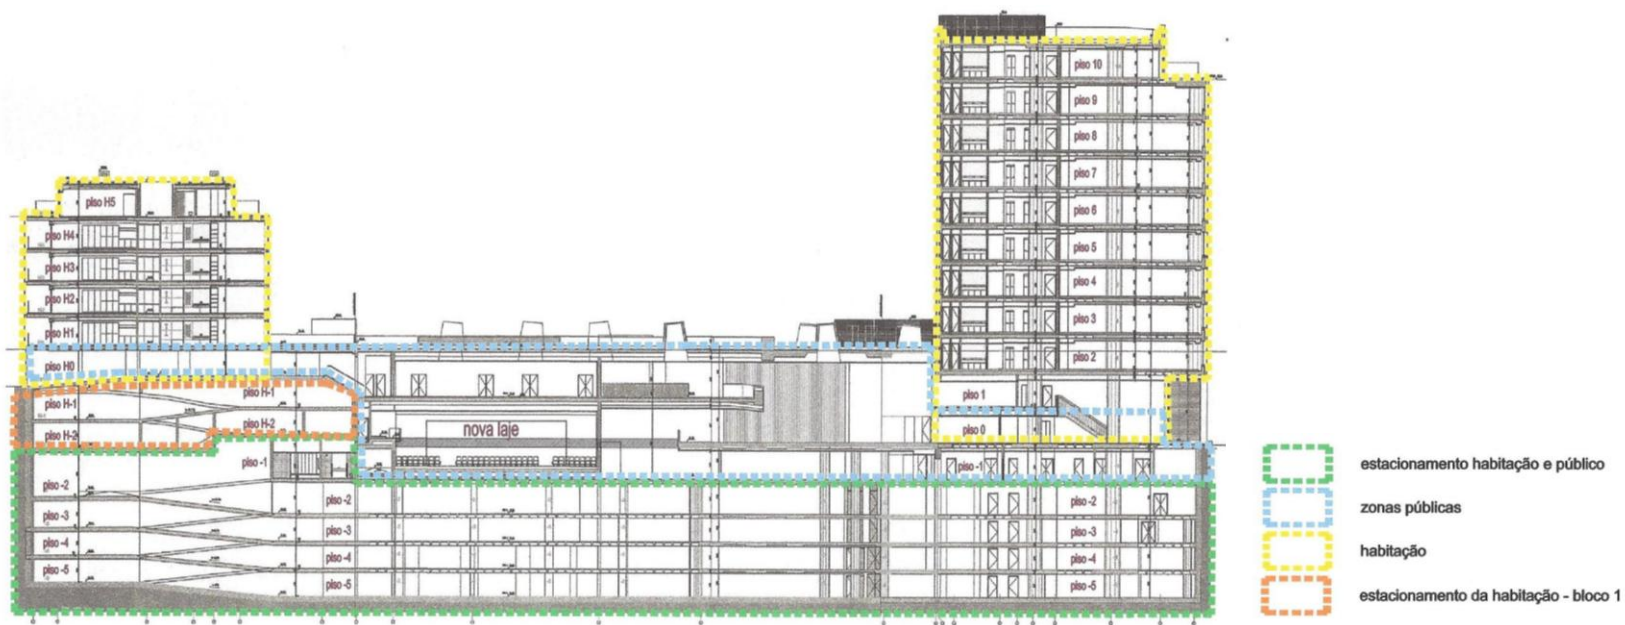 piso 10
piso 9
piso 8
piso 7
piso 6
piso 5
piso 4
piso 3
piso 2
piso 1
piso 0
piso -1
piso -2
piso -3
piso -4
piso -5
piso H5
piso H4
piso H3
piso H2
piso H1
piso H0
piso H-1
piso H-1
piso H-2
piso H-2
nova laje
piso -1
piso -2
piso -2
piso -3
piso -3
piso -4
piso -4
piso -5
piso -5
estacionamento habitação e público
zonas públicas
habitação
estacionamento da habitação - bloco 1